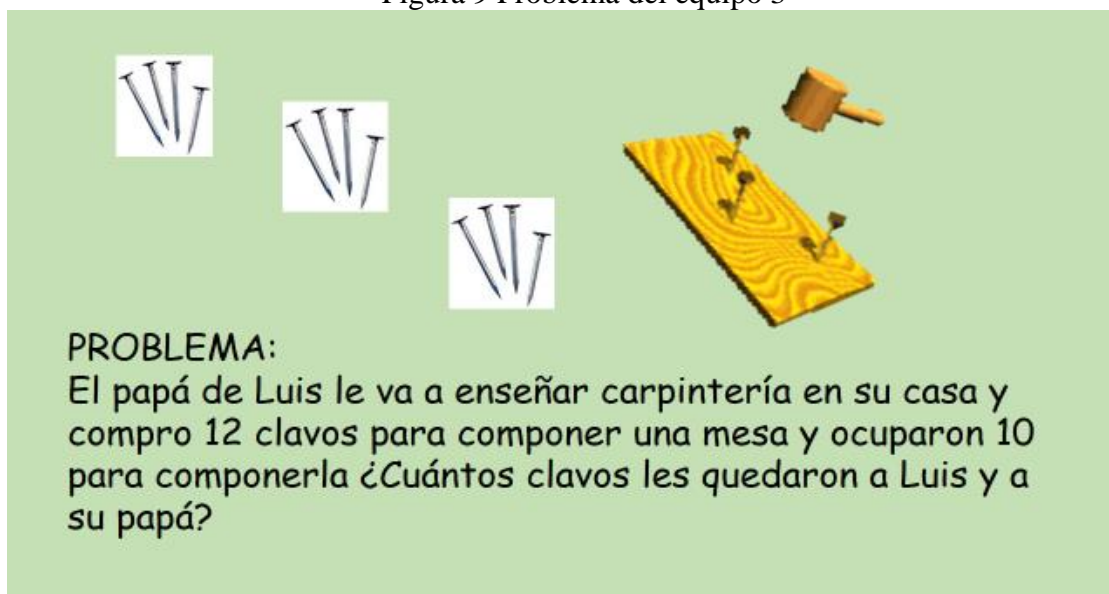 Figura 9 Problema del equipo 3
PROBLEMA:
El papá de Luis le va a enseñar carpintería en su casa y
compro 12 clavos para componer una mesa y ocuparon 10
para componerla ¿Cuántos clavos les quedaron a Luis y a
su papá?